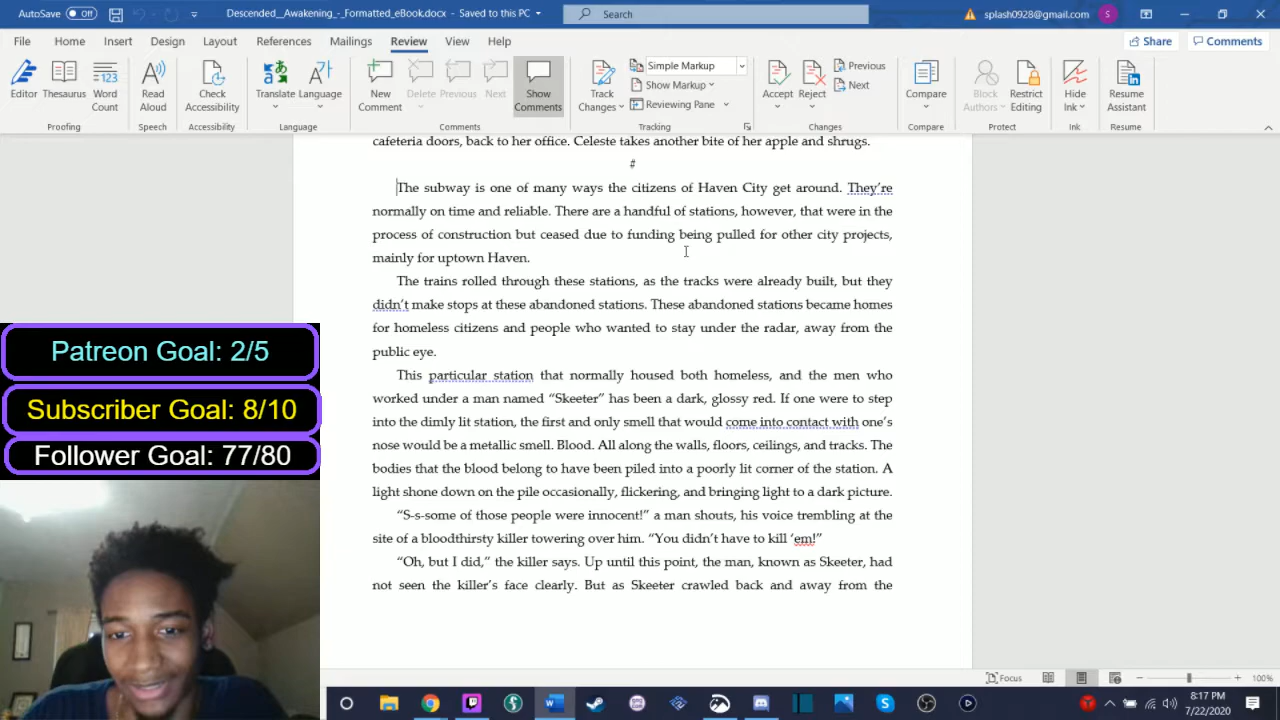 AutoSave Off Descended_Awakening_-_Formatted_eBook.docx - Saved to this PC Search splash0928@gmail.com S
File Home Insert Design Layout References Mailings Review View Help Share Comments
Editor Thesaurus Word Count Read Aloud Check Accessibility Translate Language New Comment Delete Previous Next Show Comments Track Changes Simple Markup Show Markup Reviewing Pane Accept Reject Previous Next Compare Block Authors Restrict Editing Hide Ink Resume Assistant
Proofing Speech Accessibility Language Comments Tracking Changes Compare Protect Ink Resume
cafeteria doors, back to her office. Celeste takes another bite of her apple and shrugs.
#
The subway is one of many ways the citizens of Haven City get around. They’re
normally on time and reliable. There are a handful of stations, however, that were in the
process of construction but ceased due to funding being pulled for other city projects,
mainly for uptown Haven.
The trains rolled through these stations, as the tracks were already built, but they
didn’t make stops at these abandoned stations. These abandoned stations became homes
for homeless citizens and people who wanted to stay under the radar, away from the
public eye.
This particular station that normally housed both homeless, and the men who
worked under a man named “Skeeter” has been a dark, glossy red. If one were to step
into the dimly lit station, the first and only smell that would come into contact with one’s
nose would be a metallic smell. Blood. All along the walls, floors, ceilings, and tracks. The
bodies that the blood belong to have been piled into a poorly lit corner of the station. A
light shone down on the pile occasionally, flickering, and bringing light to a dark picture.
“S-s-some of those people were innocent!” a man shouts, his voice trembling at the
site of a bloodthirsty killer towering over him. “You didn’t have to kill ‘em!”
“Oh, but I did,” the killer says. Up until this point, the man, known as Skeeter, had
not seen the killer’s face clearly. But as Skeeter crawled back and away from the
Patreon Goal: 2/5
Subscriber Goal: 8/10
Follower Goal: 77/80
Focus 100%
8:17 PM
7/22/2020